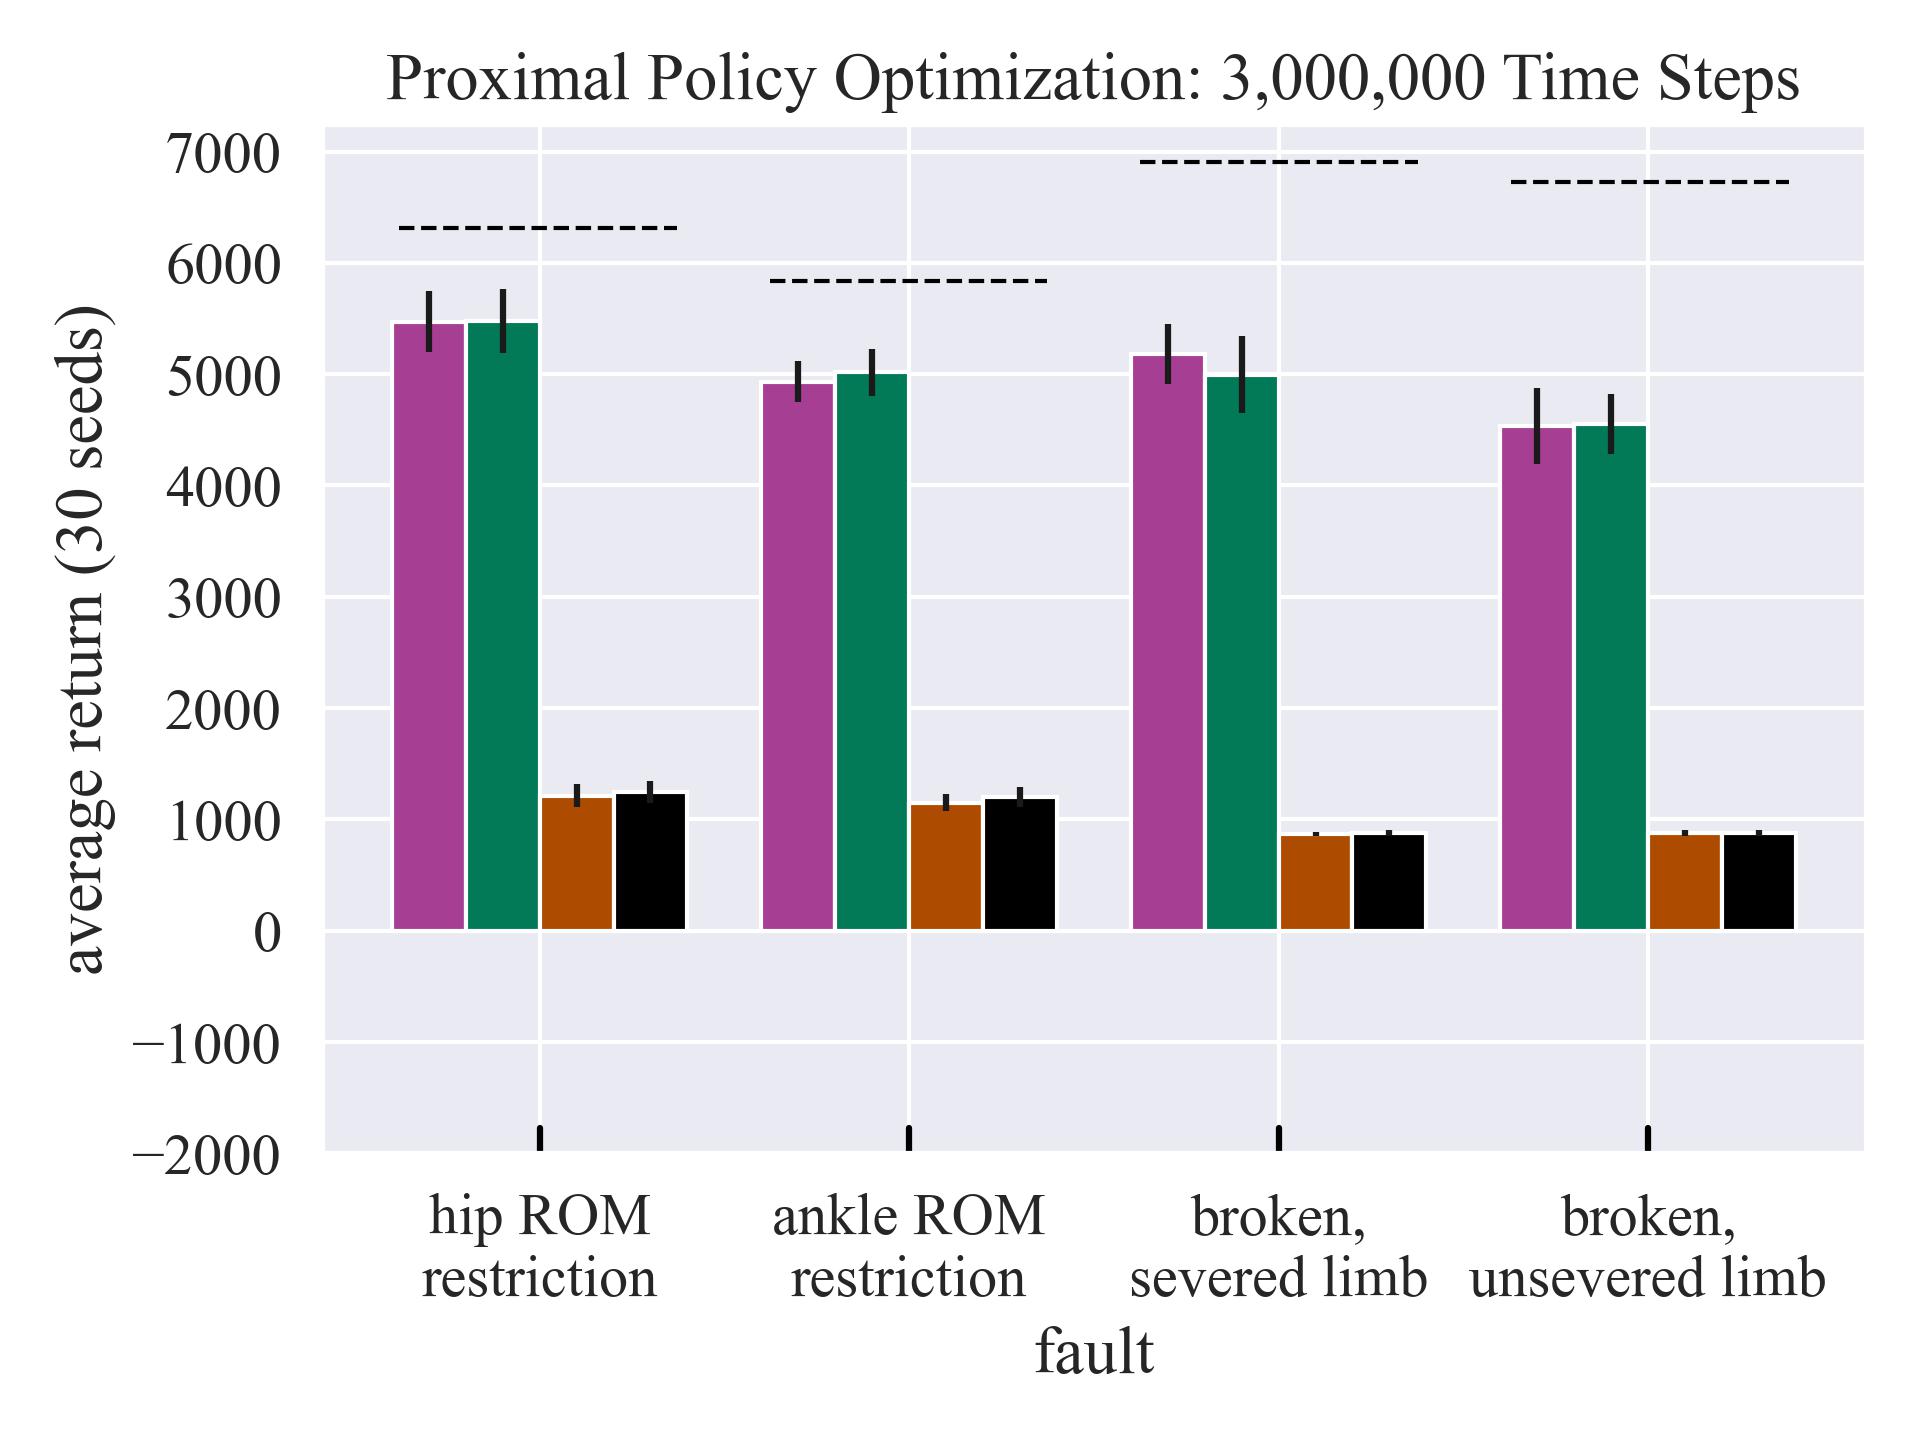 Proximal Policy Optimization: 3,000,000 Time Steps
average return (30 seeds)
7000
6000
5000
4000
3000
2000
1000
0
−1000
−2000
hip ROM
restriction
ankle ROM
restriction
broken,
severed limb
broken,
unsevered limb
fault